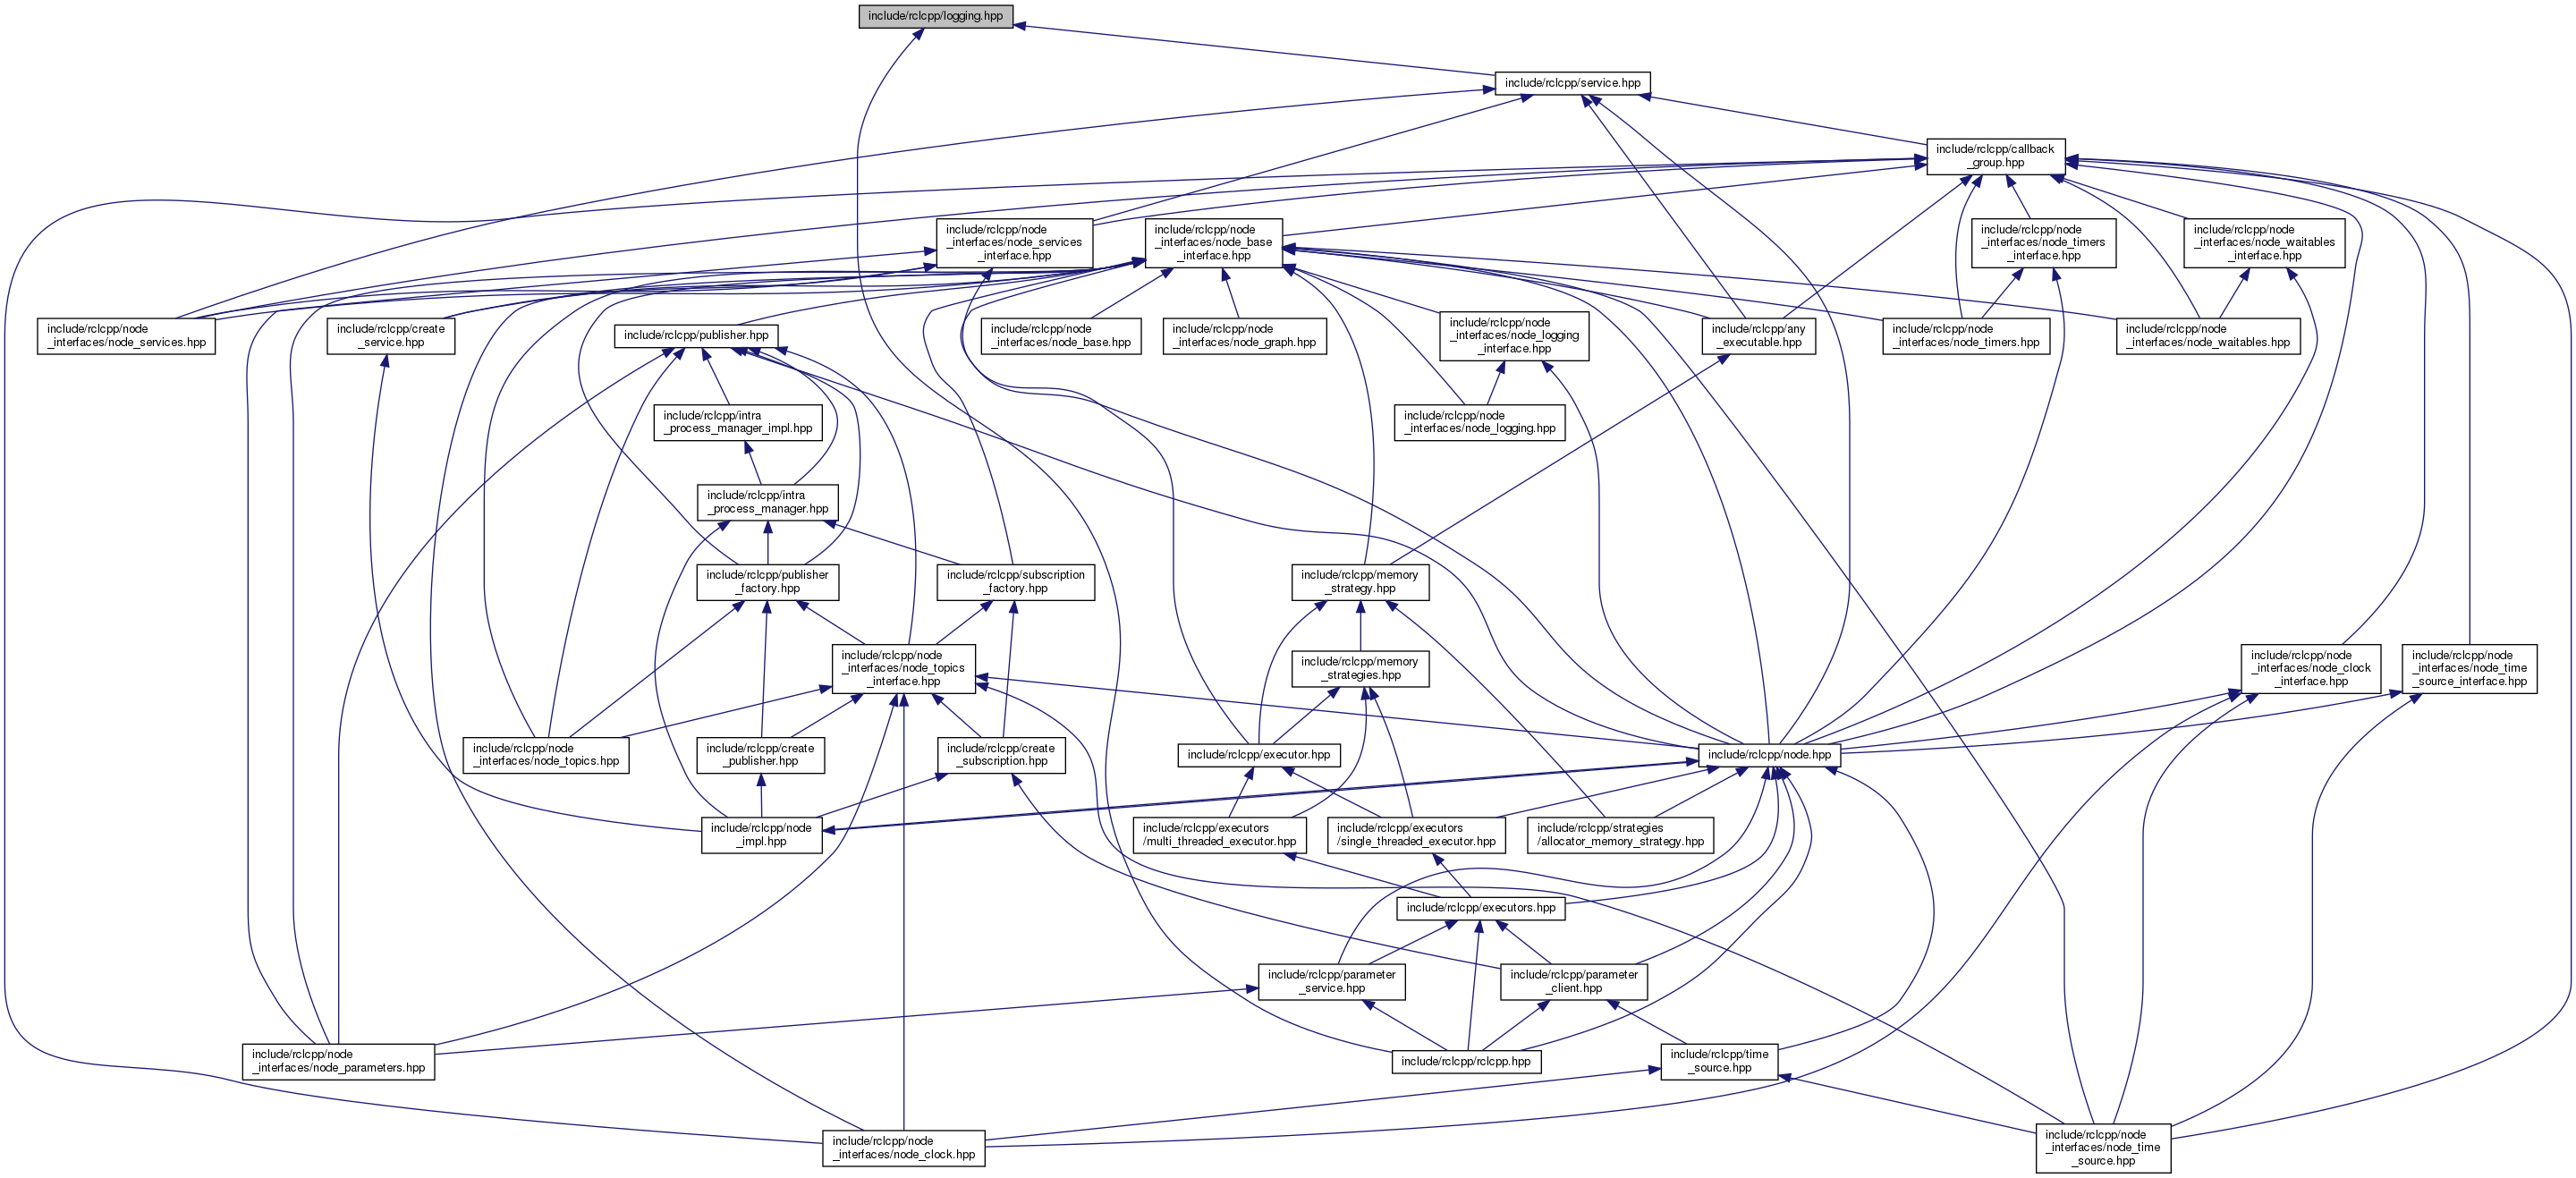 include/rclcpp/logging.hpp
include/rclcpp/service.hpp
include/rclcpp/callback
_group.hpp
include/rclcpp/node
_interfaces/node_services
_interface.hpp
include/rclcpp/node
_interfaces/node_base
_interface.hpp
include/rclcpp/node
_interfaces/node_timers
_interface.hpp
include/rclcpp/node
_interfaces/node_waitables
_interface.hpp
include/rclcpp/node
_interfaces/node_services.hpp
include/rclcpp/create
_service.hpp
include/rclcpp/publisher.hpp
include/rclcpp/node
_interfaces/node_base.hpp
include/rclcpp/node
_interfaces/node_graph.hpp
include/rclcpp/node
_interfaces/node_logging
_interface.hpp
include/rclcpp/any
_executable.hpp
include/rclcpp/node
_interfaces/node_timers.hpp
include/rclcpp/node
_interfaces/node_waitables.hpp
include/rclcpp/intra
_process_manager_impl.hpp
include/rclcpp/node
_interfaces/node_logging.hpp
include/rclcpp/intra
_process_manager.hpp
include/rclcpp/publisher
_factory.hpp
include/rclcpp/subscription
_factory.hpp
include/rclcpp/memory
_strategy.hpp
include/rclcpp/node
_interfaces/node_topics
_interface.hpp
include/rclcpp/memory
_strategies.hpp
include/rclcpp/node
_interfaces/node_clock
_interface.hpp
include/rclcpp/node
_interfaces/node_time
_source_interface.hpp
include/rclcpp/node
_interfaces/node_topics.hpp
include/rclcpp/create
_publisher.hpp
include/rclcpp/create
_subscription.hpp
include/rclcpp/executor.hpp
include/rclcpp/node.hpp
include/rclcpp/node
_impl.hpp
include/rclcpp/executors
/multi_threaded_executor.hpp
include/rclcpp/executors
/single_threaded_executor.hpp
include/rclcpp/strategies
/allocator_memory_strategy.hpp
include/rclcpp/executors.hpp
include/rclcpp/parameter
_service.hpp
include/rclcpp/parameter
_client.hpp
include/rclcpp/node
_interfaces/node_parameters.hpp
include/rclcpp/rclcpp.hpp
include/rclcpp/time
_source.hpp
include/rclcpp/node
_interfaces/node_clock.hpp
include/rclcpp/node
_interfaces/node_time
_source.hpp